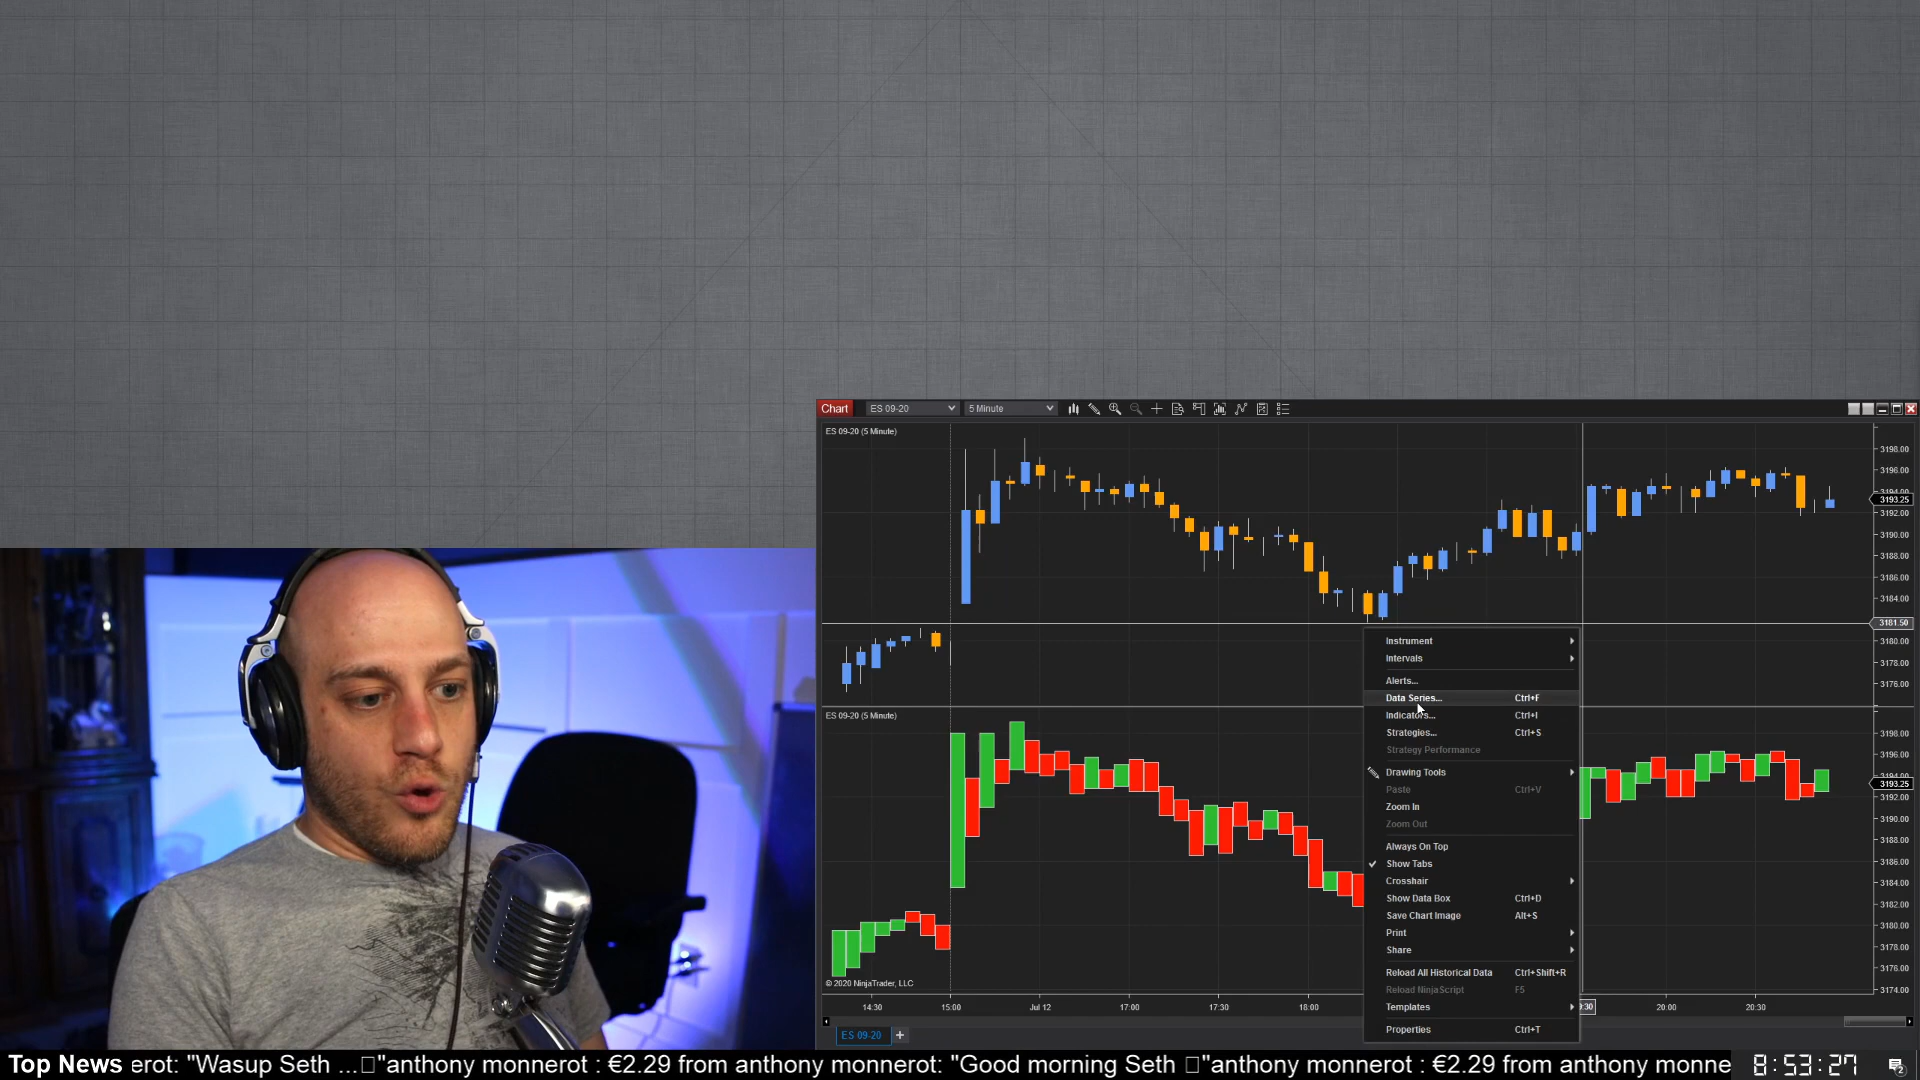 Chart ES 09-20 5 Minute
ES 09-20 (5 Minute)
3198.00
3196.00
3194.00
3193.25
3192.00
3190.00
3188.00
3186.00
3184.00
3181.50
3180.00
3178.00
3176.00
Instrument
Intervals
Alerts...
Data Series... Ctrl+F
Indicators... Ctrl+I
Strategies... Ctrl+S
Strategy Performance
Drawing Tools
Paste Ctrl+V
Zoom In
Zoom Out
Always On Top
Show Tabs
Crosshair
Show Data Box Ctrl+D
Save Chart Image Alt+S
Print
Share
Reload All Historical Data Ctrl+Shift+R
Reload NinjaScript F5
Templates
Properties Ctrl+T
ES 09-20 (5 Minute)
3198.00
3196.00
3194.00
3193.25
3192.00
3190.00
3188.00
3186.00
3184.00
3182.00
3180.00
3178.00
3176.00
3174.00
© 2020 NinjaTrader, LLC
14:30 15:00 Jul 12 17:00 17:30 18:00 :30 20:00 20:30
ES 09-20 +
Top News erot: "Wasup Seth ...▯"anthony monnerot : €2.29 from anthony monnerot: "Good morning Seth ▯"anthony monnerot : €2.29 from anthony monne 8:53:27 2